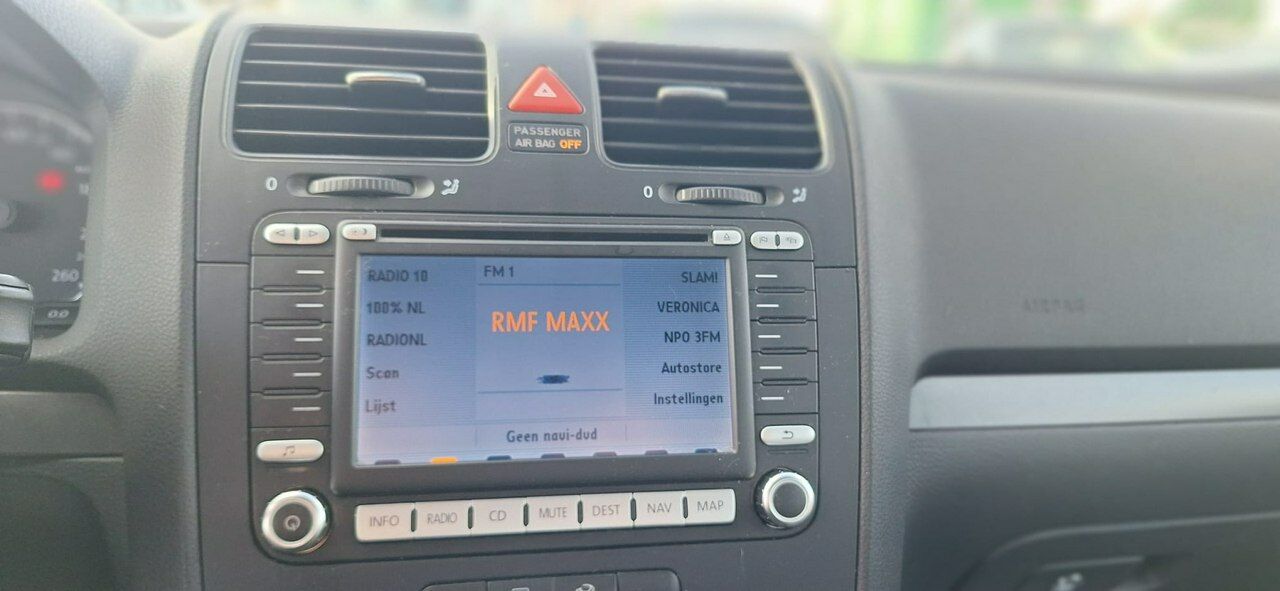 PASSENGER
AIR BAG OFF
0
0
RADIO 10
FM 1
SLAM!
100% NL
RMF MAXX
VERONICA
RADIONL
NPO 3FM
Scan
Autostore
Lijst
Instellingen
Geen navi-dvd
INFO
RADIO
CD
MUTE
DEST
NAV
MAP
260
AIRBAG